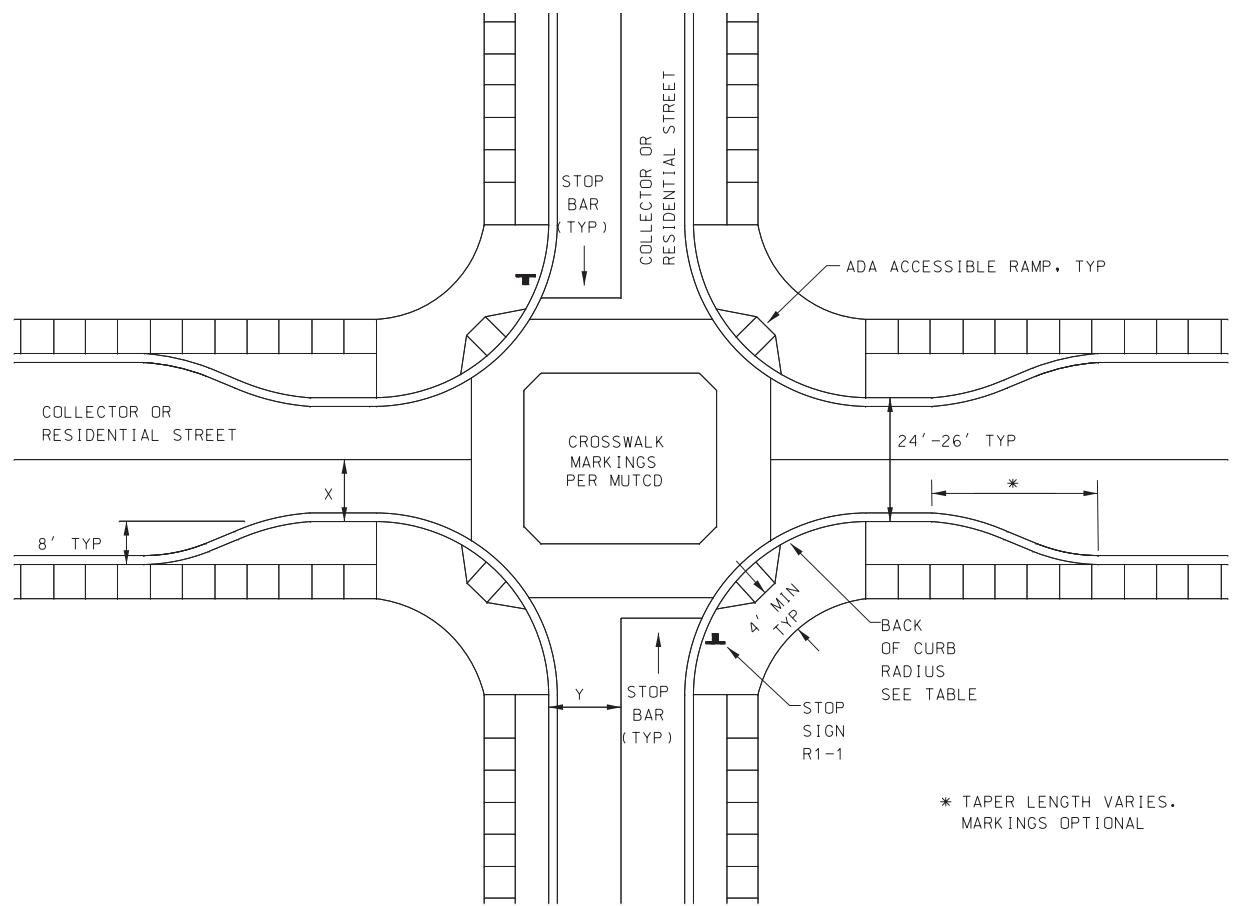 COLLECTOR OR
RESIDENTIAL STREET
STOP
BAR
(TYP)
ADA ACCESSIBLE RAMP, TYP
COLLECTOR OR
RESIDENTIAL STREET
CROSSWALK
MARKINGS
PER MUTCD
24'-26' TYP
X
*
8' TYP
4' MIN
TYP
BACK
OF CURB
RADIUS
SEE TABLE
Y
STOP
BAR
(TYP)
STOP
SIGN
R1-1
* TAPER LENGTH VARIES.
MARKINGS OPTIONAL